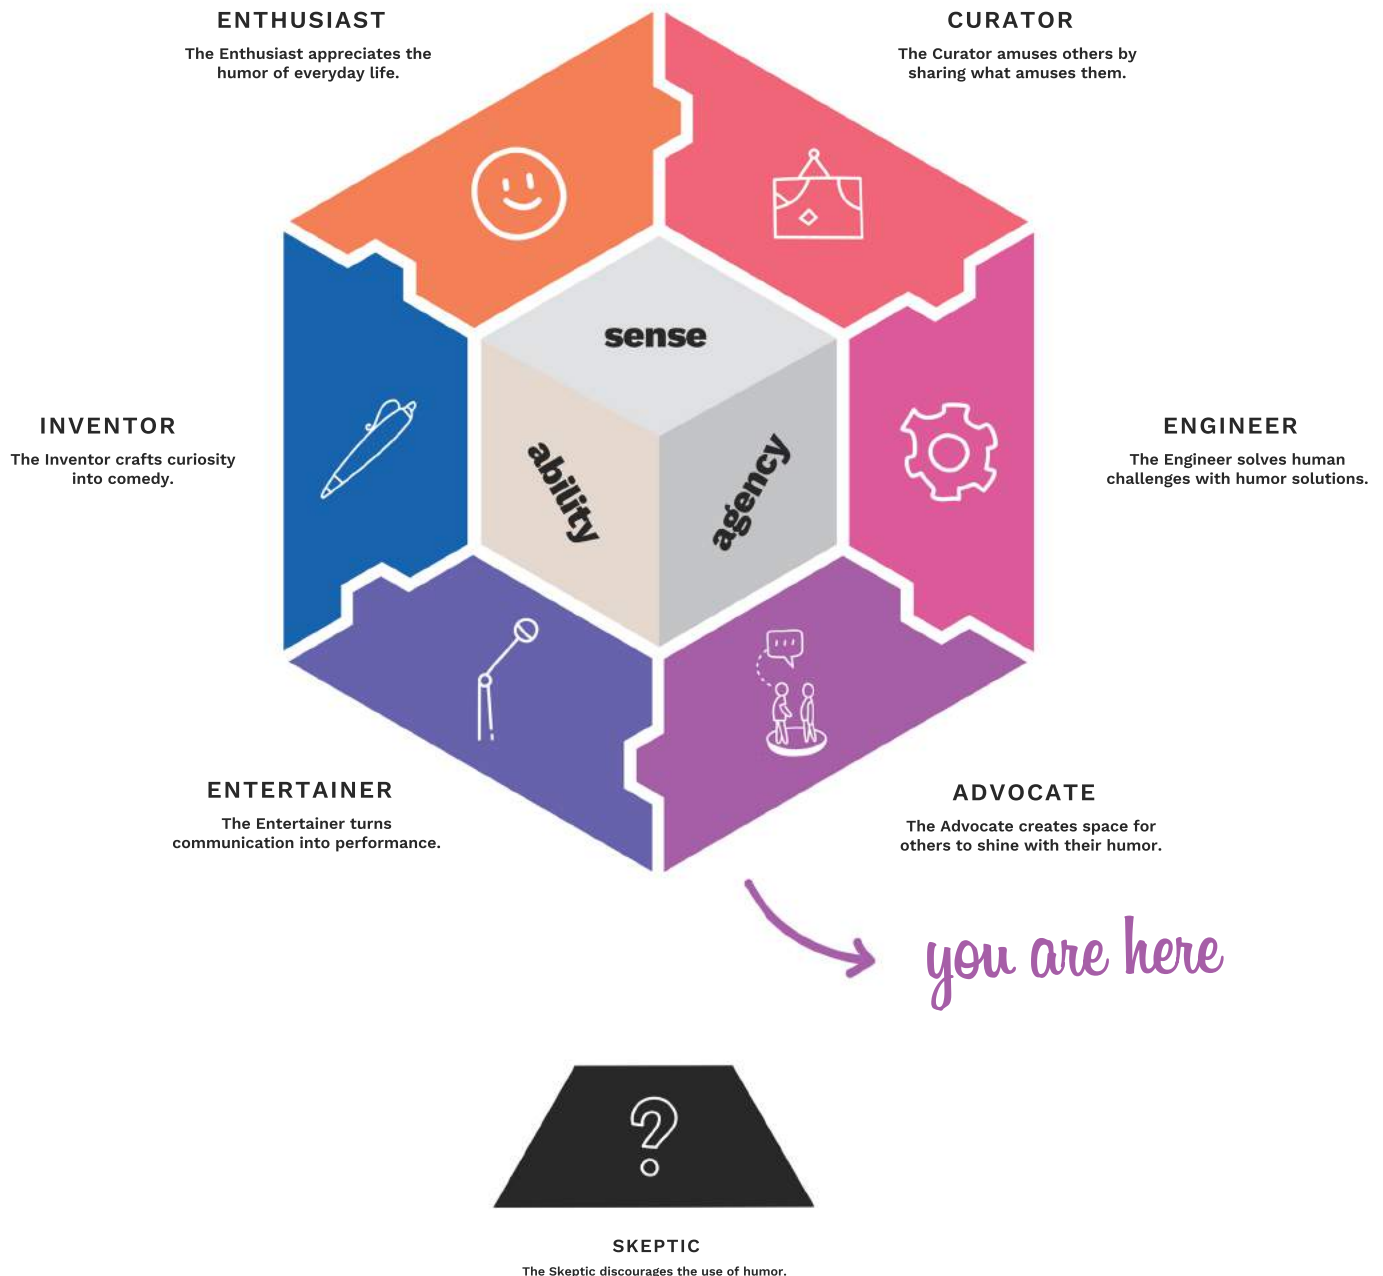 ENTHUSIAST
The Enthusiast appreciates the
humor of everyday life.
CURATOR
The Curator amuses others by
sharing what amuses them.
sense
ability
agency
INVENTOR
The Inventor crafts curiosity
into comedy.
ENGINEER
The Engineer solves human
challenges with humor solutions.
ENTERTAINER
The Entertainer turns
communication into performance.
ADVOCATE
The Advocate creates space for
others to shine with their humor.
you are here
?
SKEPTIC
The Skeptic discourages the use of humor.